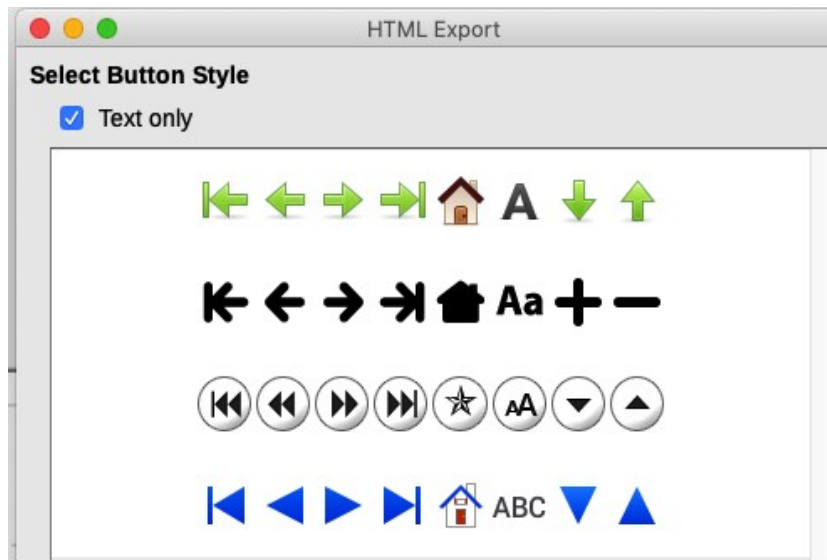 HTML Export
Select Button Style
Text only
A
Aa
AA
ABC